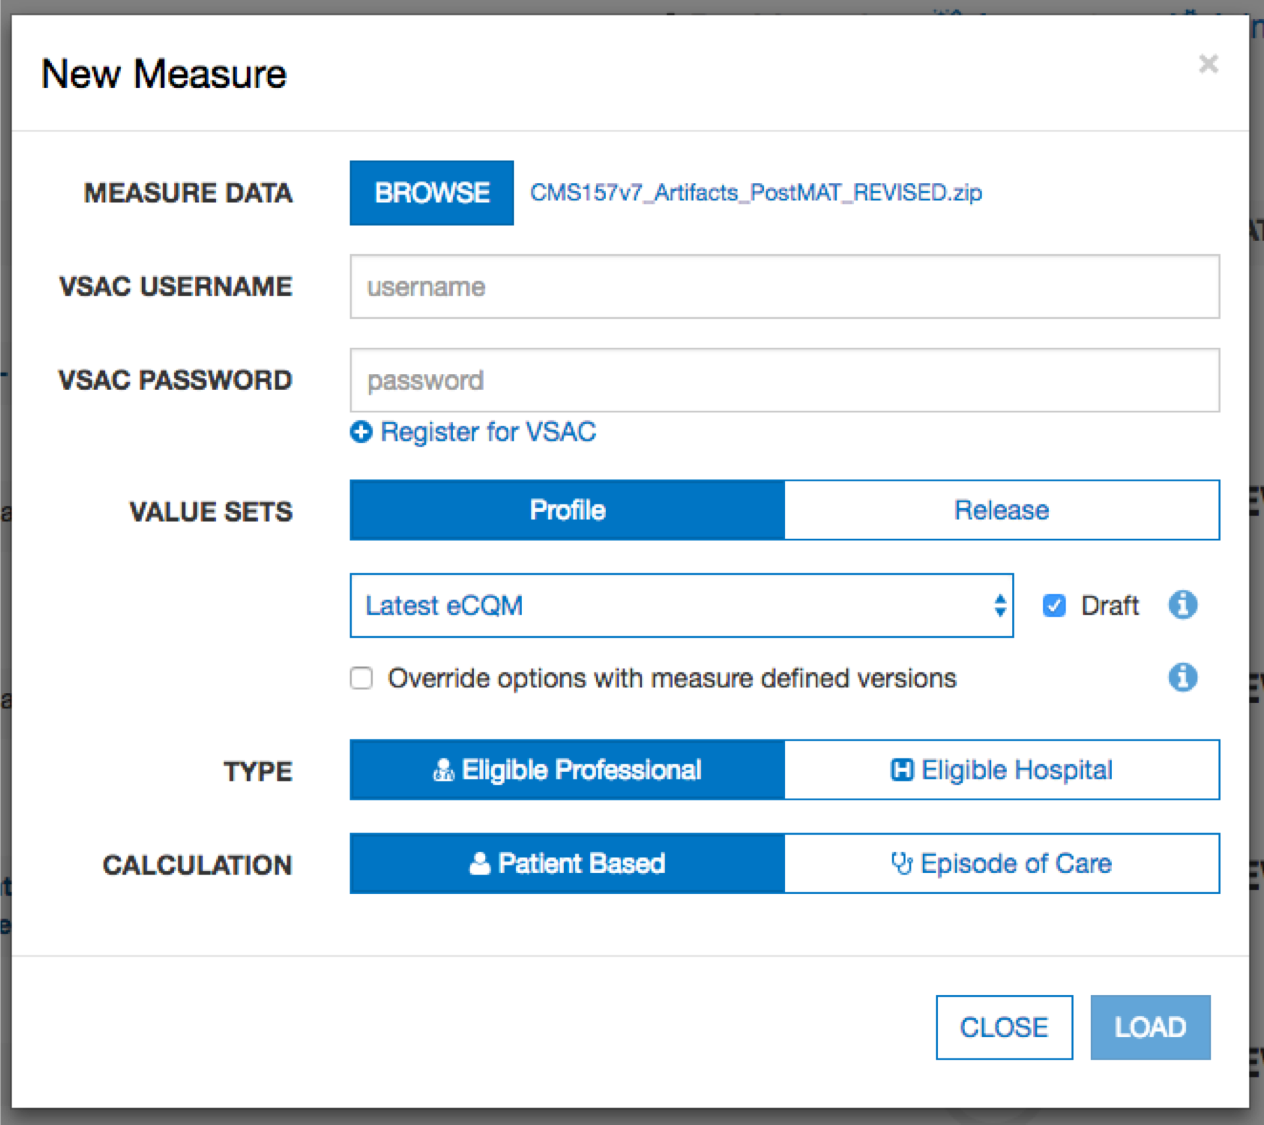 New Measure
×
MEASURE DATA
BROWSE
CMS157v7_Artifacts_PostMAT_REVISED.zip
VSAC USERNAME
username
VSAC PASSWORD
password
Register for VSAC
VALUE SETS
Profile
Release
Latest eCQM
Draft
Override options with measure defined versions
TYPE
Eligible Professional
Eligible Hospital
CALCULATION
Patient Based
Episode of Care
CLOSE
LOAD